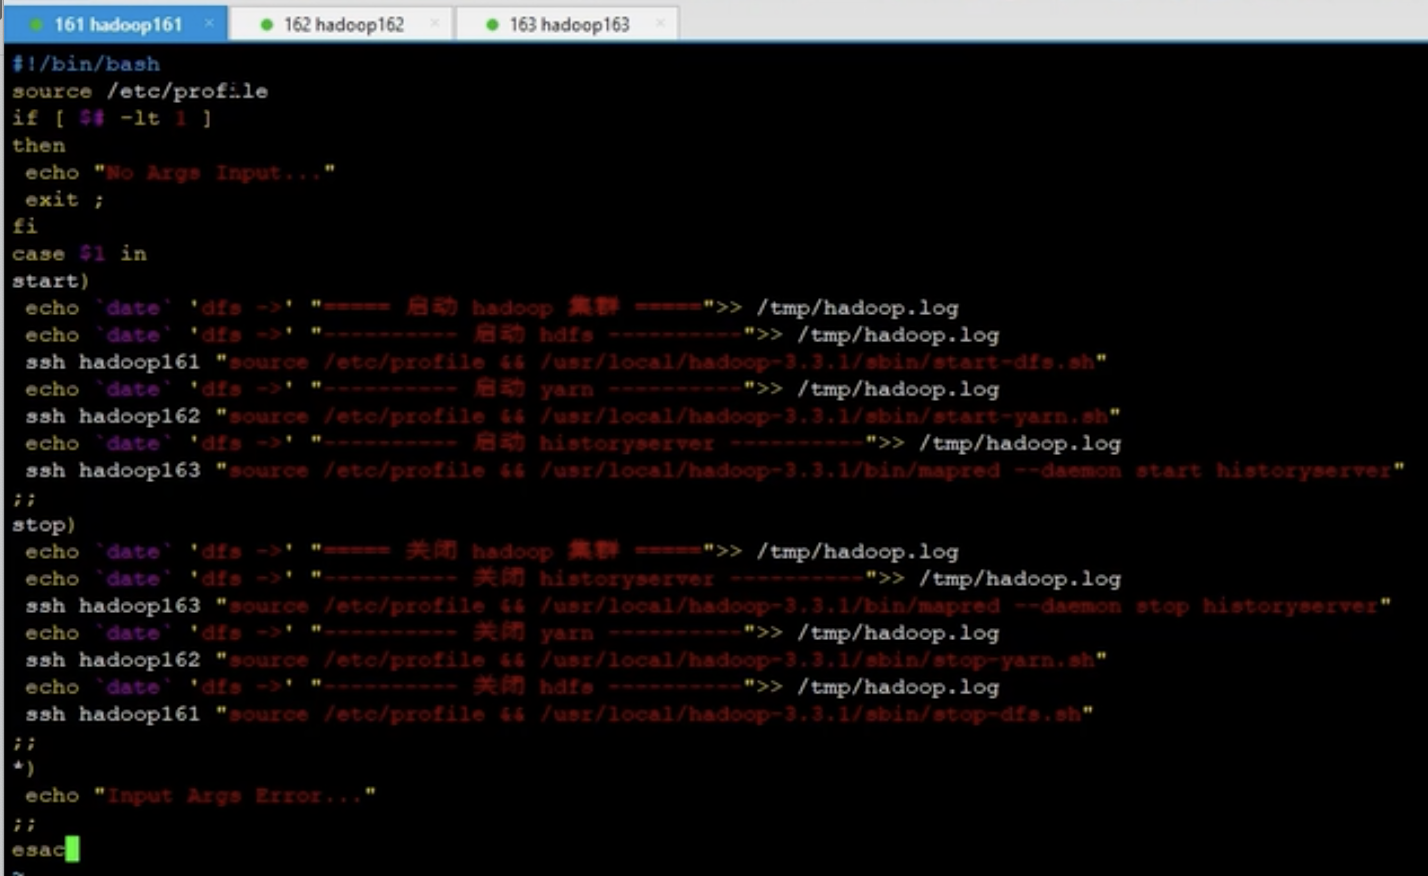 161 hadoop161 × 162 hadoop162 × 163 hadoop163 ×
#!/bin/bash
source /etc/profile
if [ $# -lt 1 ]
then
 echo "No Args Input..."
 exit ;
fi
case $1 in
start)
 echo `date` 'dfs ->' "===== 启动 hadoop 集群 =====">> /tmp/hadoop.log
 echo `date` 'dfs ->' "---------- 启动 hdfs ----------">> /tmp/hadoop.log
 ssh hadoop161 "source /etc/profile && /usr/local/hadoop-3.3.1/sbin/start-dfs.sh"
 echo `date` 'dfs ->' "---------- 启动 yarn ----------">> /tmp/hadoop.log
 ssh hadoop162 "source /etc/profile && /usr/local/hadoop-3.3.1/sbin/start-yarn.sh"
 echo `date` 'dfs ->' "---------- 启动 historyserver ----------">> /tmp/hadoop.log
 ssh hadoop163 "source /etc/profile && /usr/local/hadoop-3.3.1/bin/mapred --daemon start historyserver"
;;
stop)
 echo `date` 'dfs ->' "===== 关闭 hadoop 集群 =====">> /tmp/hadoop.log
 echo `date` 'dfs ->' "---------- 关闭 historyserver ----------">> /tmp/hadoop.log
 ssh hadoop163 "source /etc/profile && /usr/local/hadoop-3.3.1/bin/mapred --daemon stop historyserver"
 echo `date` 'dfs ->' "---------- 关闭 yarn ----------">> /tmp/hadoop.log
 ssh hadoop162 "source /etc/profile && /usr/local/hadoop-3.3.1/sbin/stop-yarn.sh"
 echo `date` 'dfs ->' "---------- 关闭 hdfs ----------">> /tmp/hadoop.log
 ssh hadoop161 "source /etc/profile && /usr/local/hadoop-3.3.1/sbin/stop-dfs.sh"
;;
*)
 echo "Input Args Error..."
;;
esac
~